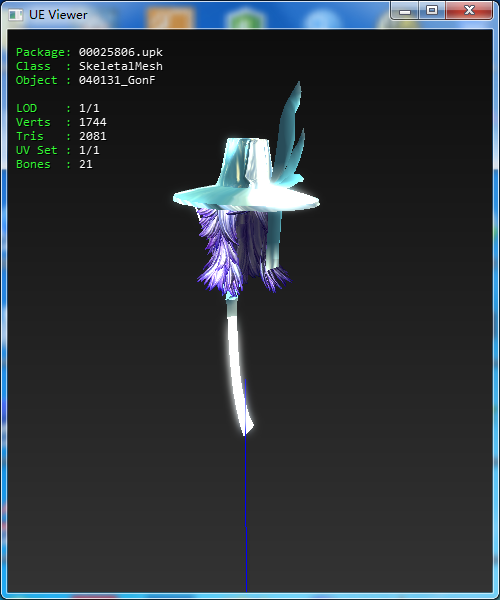 UE Viewer
Package: 00025806.upk
Class : SkeletalMesh
Object : 040131_GonF
LOD : 1/1
Verts : 1744
Tris : 2081
UV Set : 1/1
Bones : 21